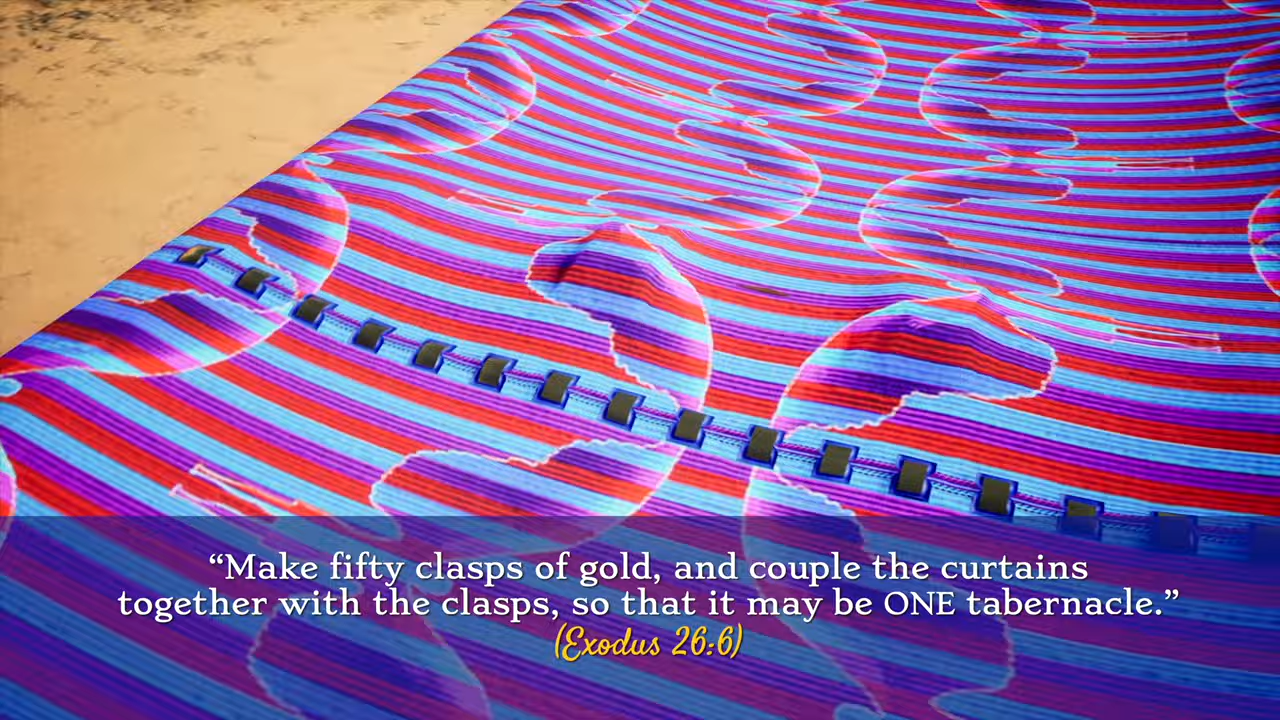 “Make fifty clasps of gold, and couple the curtains
together with the clasps, so that it may be ONE tabernacle.”
(Exodus 26:6)